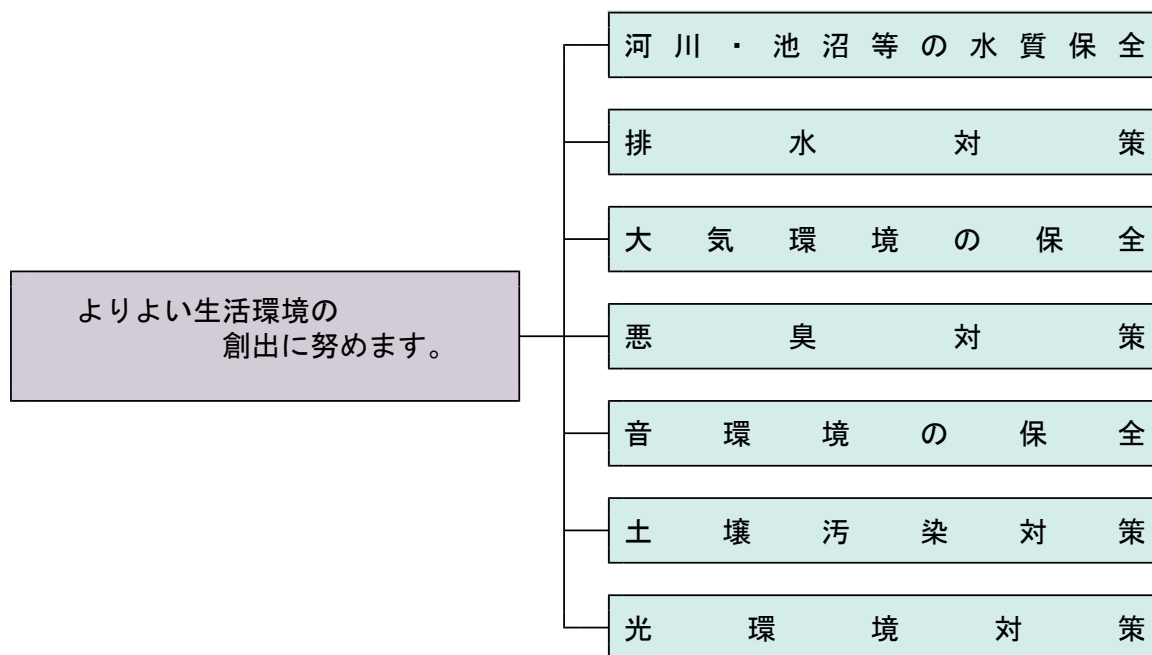 よりよい生活環境の
創出に努めます。
河川・池沼等の水質保全
排水対策
大気環境の保全
悪臭対策
音環境の保全
土壌汚染対策
光環境対策